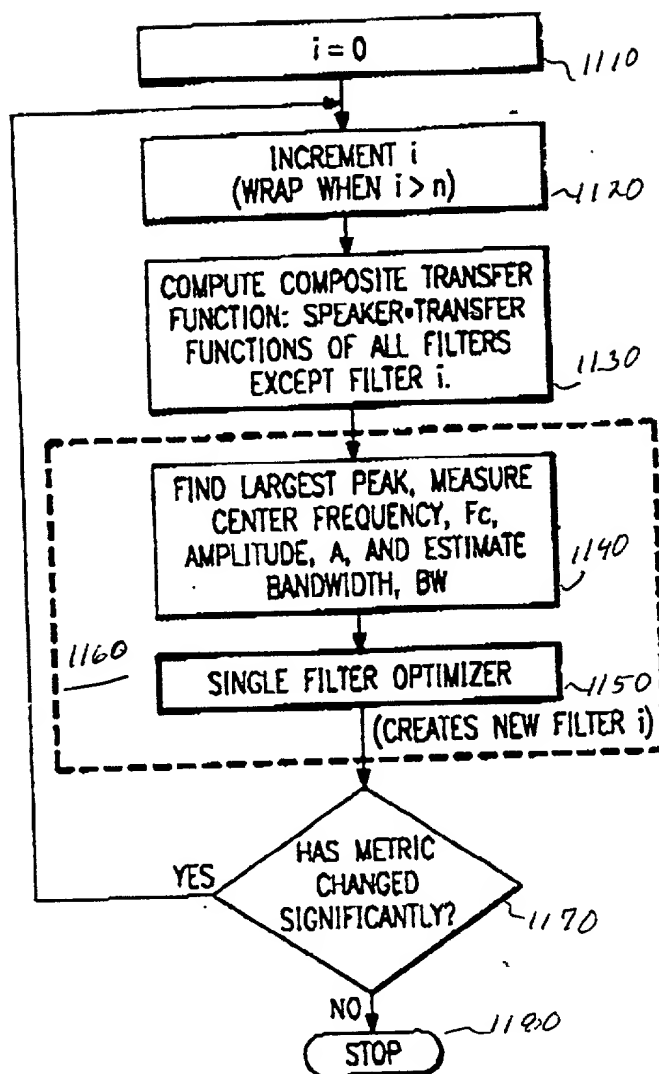 i = 0
1110
INCREMENT i
(WRAP WHEN i > n)
1120
COMPUTE COMPOSITE TRANSFER
FUNCTION: SPEAKER•TRANSFER
FUNCTIONS OF ALL FILTERS
EXCEPT FILTER i.
1130
FIND LARGEST PEAK, MEASURE
CENTER FREQUENCY, Fc,
AMPLITUDE, A, AND ESTIMATE
BANDWIDTH, BW
1140
1160
SINGLE FILTER OPTIMIZER
1150
(CREATES NEW FILTER i)
YES
HAS METRIC
CHANGED
SIGNIFICANTLY?
1170
NO
1180
STOP